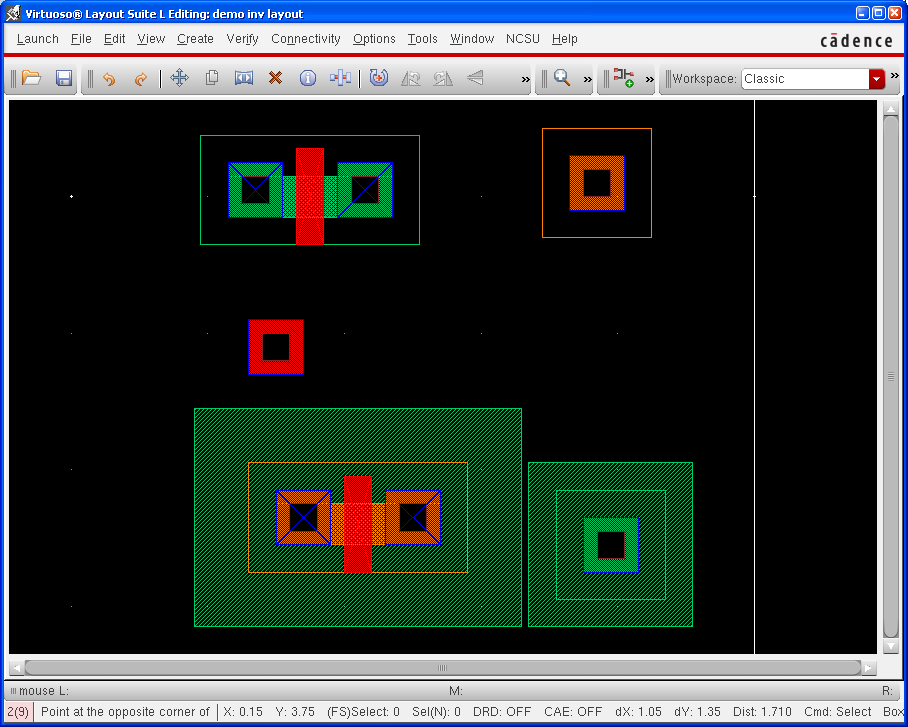 Virtuoso® Layout Suite L Editing: demo inv layout
Launch File Edit View Create Verify Connectivity Options Tools Window NCSU Help
cādence
» » » Workspace: Classic »
mouse L: M: R:
2(9) Point at the opposite corner of X: 0.15 Y: 3.75 (FS)Select: 0 Sel(N): 0 DRD: OFF CAE: OFF dX: 1.05 dY: 1.35 Dist: 1.710 Cmd: Select Box